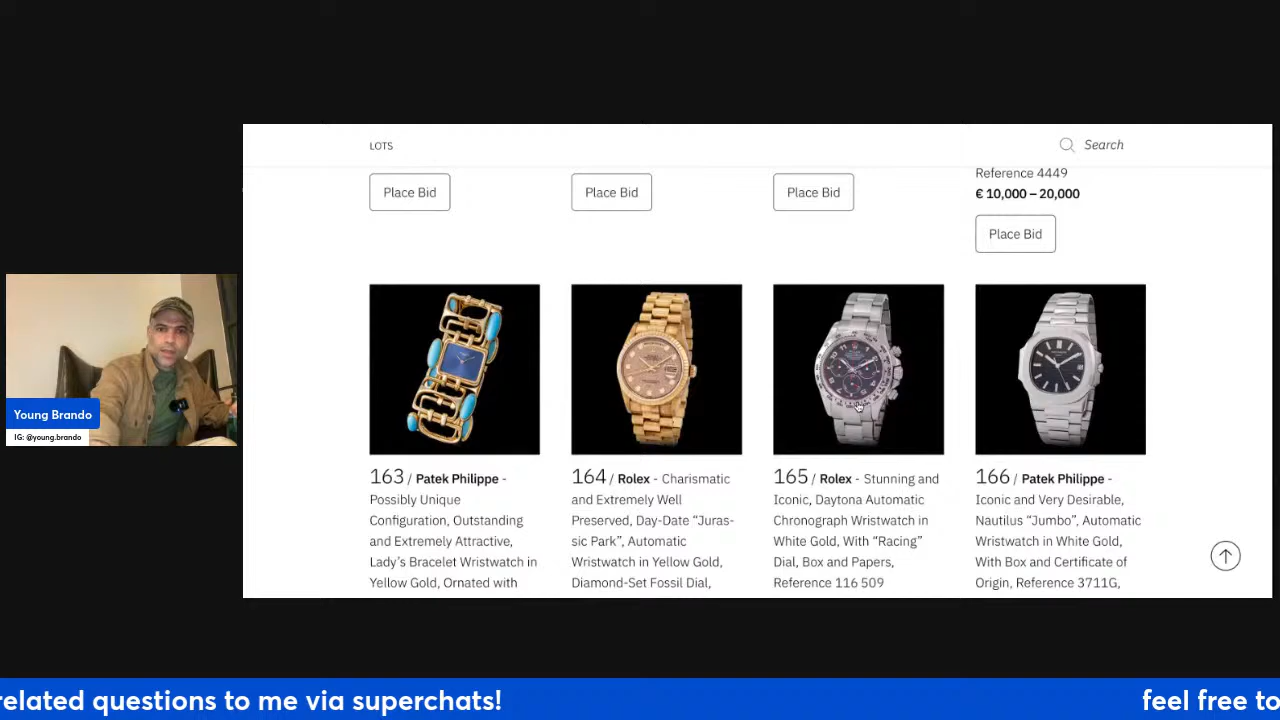 LOTS
Search
Place Bid
Place Bid
Place Bid
Reference 4449
€ 10,000 – 20,000
Place Bid
163 / Patek Philippe -
Possibly Unique
Configuration, Outstanding
and Extremely Attractive,
Lady's Bracelet Wristwatch in
Yellow Gold, Ornated with
164 / Rolex - Charismatic
and Extremely Well
Preserved, Day-Date “Juras-
sic Park”, Automatic
Wristwatch in Yellow Gold,
Diamond-Set Fossil Dial,
165 / Rolex - Stunning and
Iconic, Daytona Automatic
Chronograph Wristwatch in
White Gold, With “Racing”
Dial, Box and Papers,
Reference 116 509
166 / Patek Philippe -
Iconic and Very Desirable,
Nautilus “Jumbo”, Automatic
Wristwatch in White Gold,
With Box and Certificate of
Origin, Reference 3711G,
Young Brando
IG: @young.brando
related questions to me via superchats!
feel free to